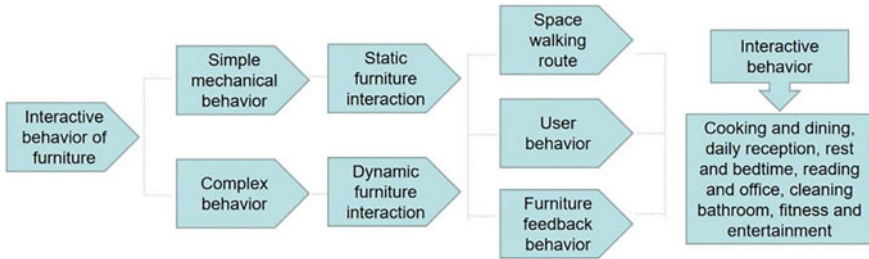 Interactive
behavior of
furniture
Simple
mechanical
behavior
Complex
behavior
Static
furniture
interaction
Dynamic
furniture
interaction
Space
walking
route
User
behavior
Furniture
feedback
behavior
Interactive
behavior
Cooking and dining,
daily reception, rest
and bedtime, reading
and office, cleaning
bathroom, fitness and
entertainment